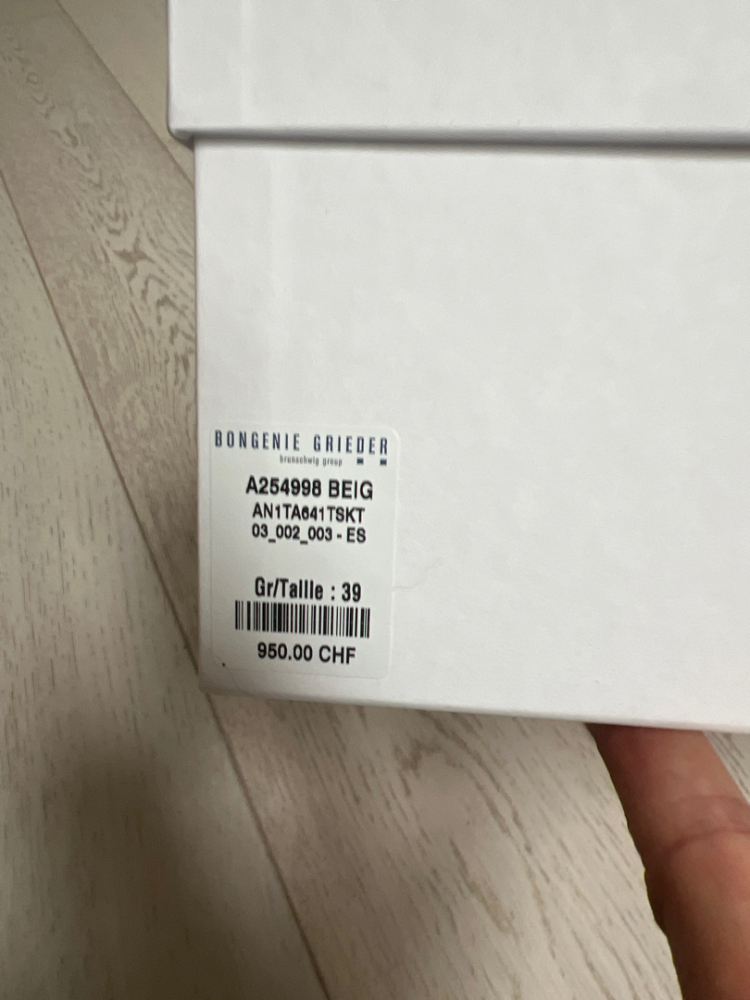 BONGENIE GRIEDER
brunschwig group
A254998 BEIG
AN1TA641TSKT
03_002_003 - ES
Gr/Taille : 39
950.00 CHF